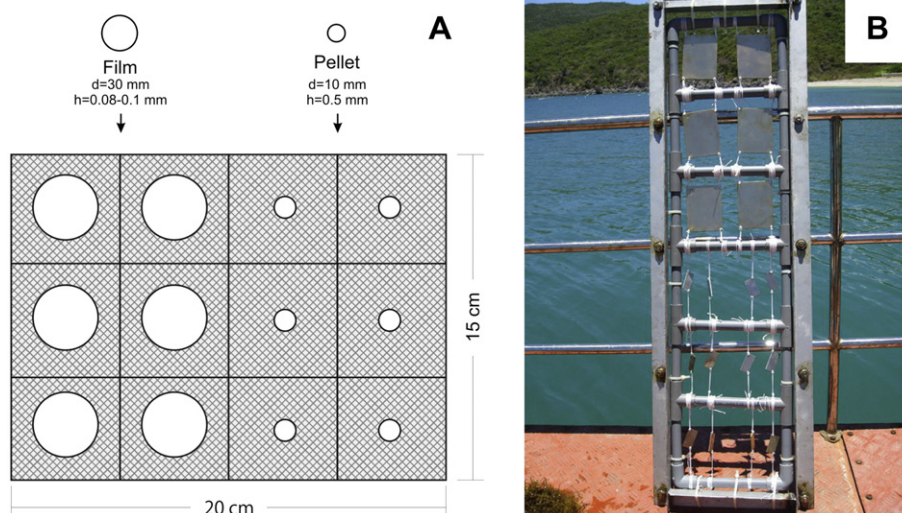 Film
d=30 mm
h=0.08-0.1 mm
Pellet
d=10 mm
h=0.5 mm
A
B
15 cm
20 cm